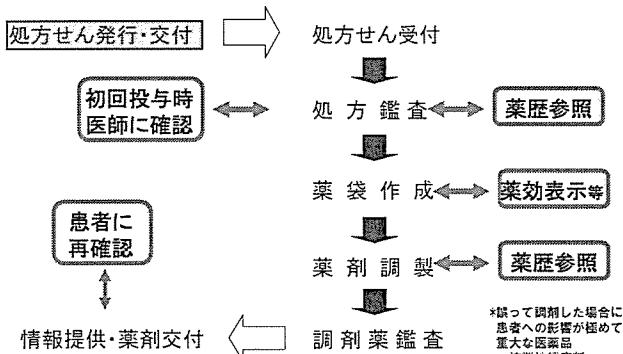 処方せん発行・交付
処方せん受付
初回投与時
医師に確認
処方鑑査
薬歴参照
薬袋作成
薬効表示等
患者に
再確認
薬剤調製
薬歴参照
情報提供・薬剤交付
調剤薬鑑査
*誤って調剤した場合に
患者への影響が極めて
重大な医薬品